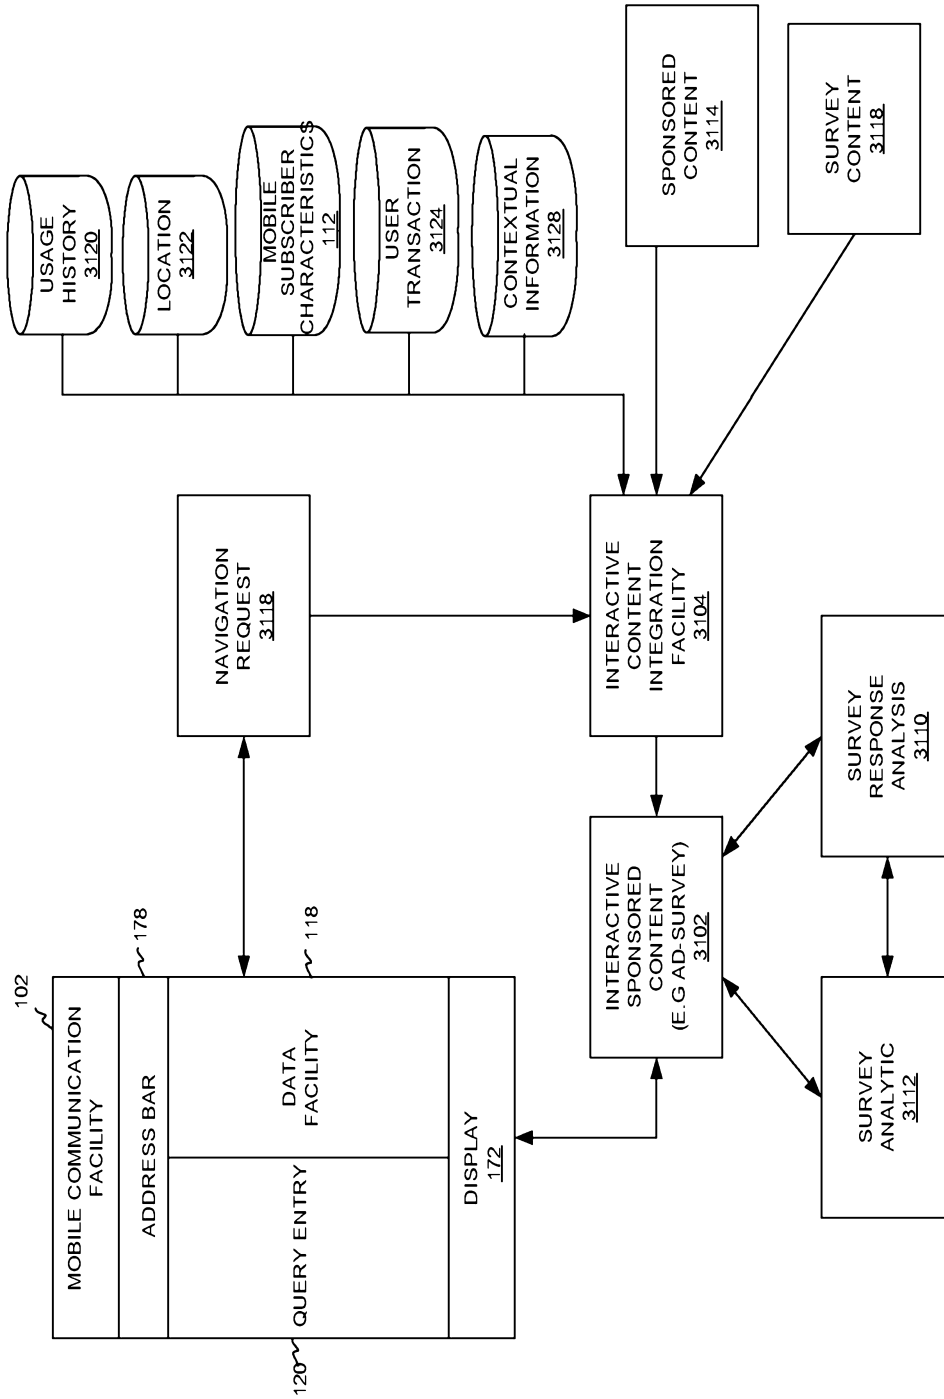 102
MOBILE COMMUNICATION
FACILITY
178
ADDRESS BAR
118
DATA
FACILITY
120
QUERY ENTRY
DISPLAY
172
NAVIGATION
REQUEST
3118
USAGE
HISTORY
3120
LOCATION
3122
MOBILE
SUBSCRIBER
CHARACTERISTICS
112
USER
TRANSACTION
3124
CONTEXTUAL
INFORMATION
3128
SPONSORED
CONTENT
3114
SURVEY
CONTENT
3118
INTERACTIVE
CONTENT
INTEGRATION
FACILITY
3104
INTERACTIVE
SPONSORED
CONTENT
(E.G AD-SURVEY)
3102
SURVEY
RESPONSE
ANALYSIS
3110
SURVEY
ANALYTIC
3112